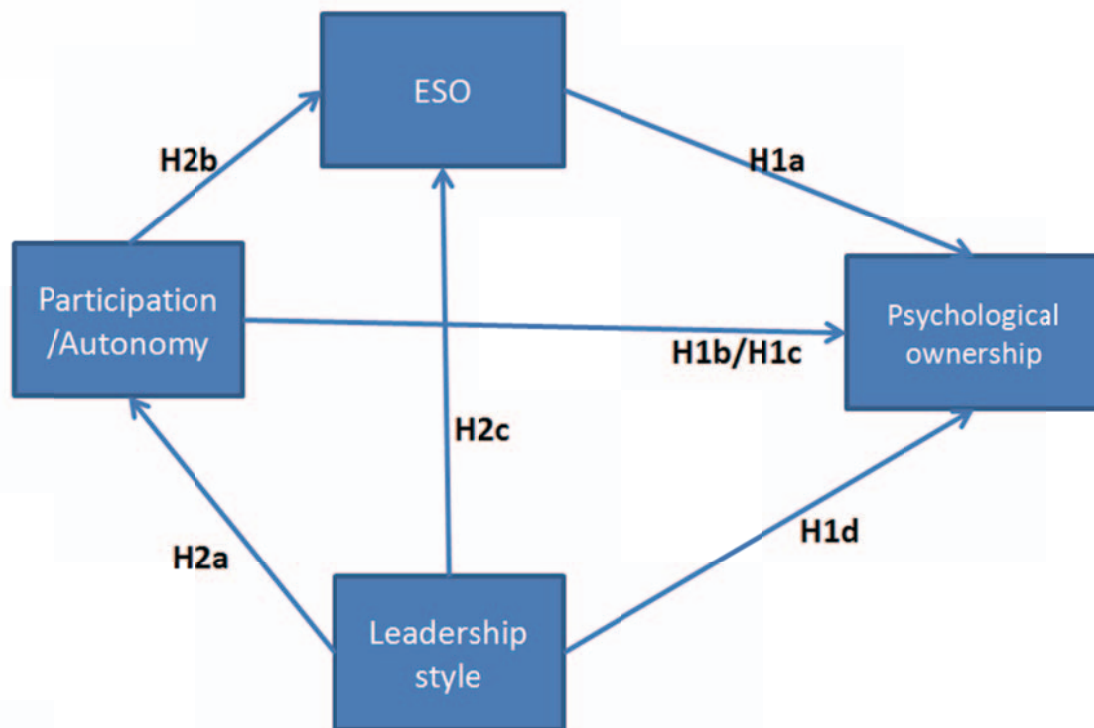 ESO
H2b
H1a
Participation
/Autonomy
Psychological
ownership
H1b/H1c
H2c
H2a
H1d
Leadership
style